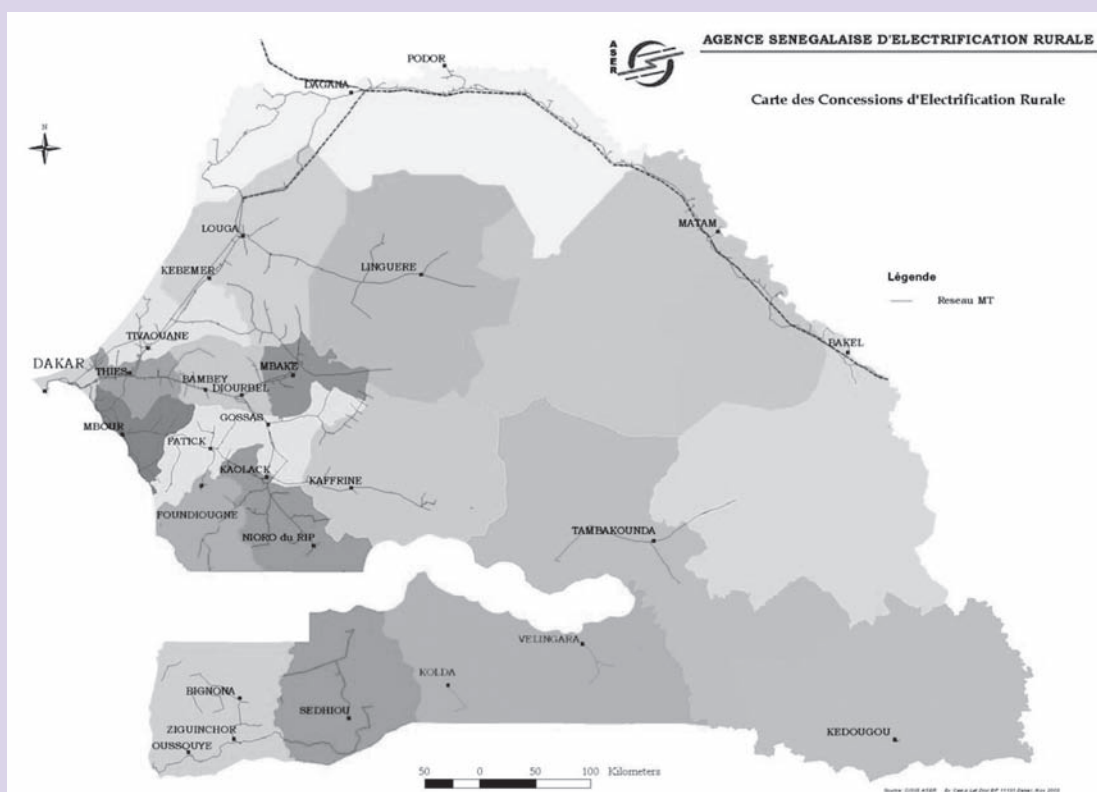 AGENCE SENEGALAISE D'ELECTRIFICATION RURALE
ASER
Carte des Concessions d'Electrification Rurale
N
PODOR
DAGANA
LOUGA
MATAM
LINGUERE
KEBEMER
Légende
Reseau MT
TIVAOUANE
BAKEL
DAKAR
THIES
MBAKE
BAMBEY
DIOURBEL
GOSSAS
MBOUR
FATICK
KAOLACK
KAFFRINE
FOUNDIOUGNE
TAMBAKOUNDA
NIORO du RIP
VELINGARA
KOLDA
BIGNONA
SEDHIOU
ZIGUINCHOR
KEDOUGOU
OUSSOUYE
50 0 50 100 Kilometers